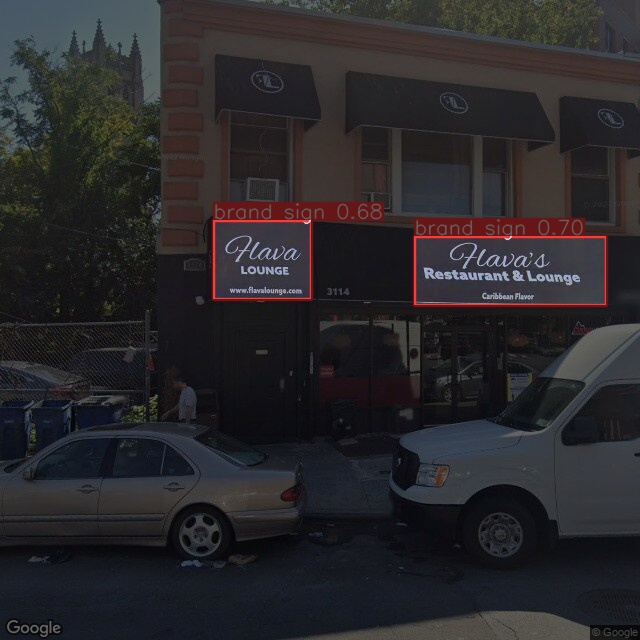 brand sign 0.68
brand sign 0.70
Flava
LOUNGE
www.flavalounge.com
Flava's
Restaurant & Lounge
Caribbean Flavor
3114
Google
© Google